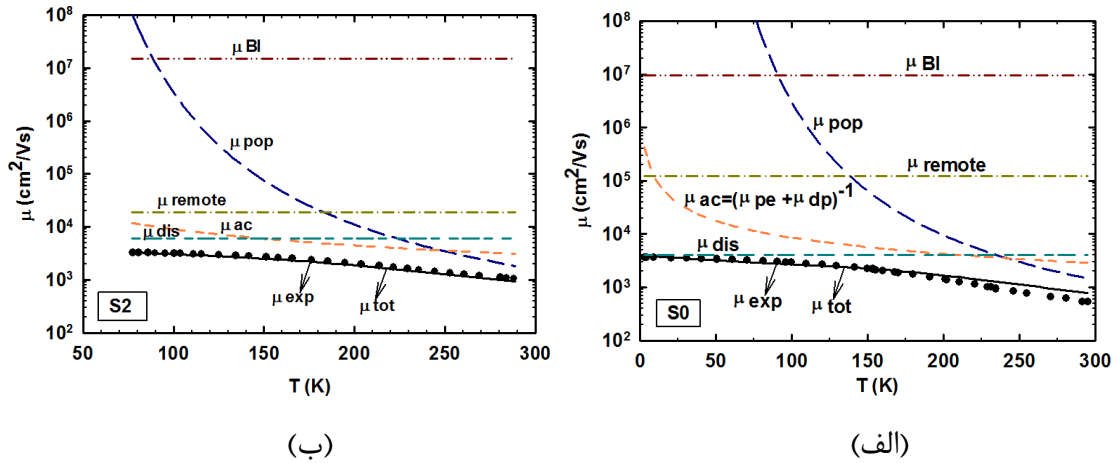 10⁸
10⁷
10⁶
10⁵
10⁴
10³
10²
μ (cm²/Vs)
μ BI
μ pop
μ remote
μ dis
μ ac
μ exp
μ tot
S2
50 100 150 200 250 300
T (K)
(ب)
10⁸
10⁷
10⁶
10⁵
10⁴
10³
10²
μ (cm²/Vs)
μ BI
μ pop
μ remote
μ ac=(μ pe +μ dp)⁻¹
μ dis
μ exp
μ tot
S0
0 50 100 150 200 250 300
T (K)
(الف)